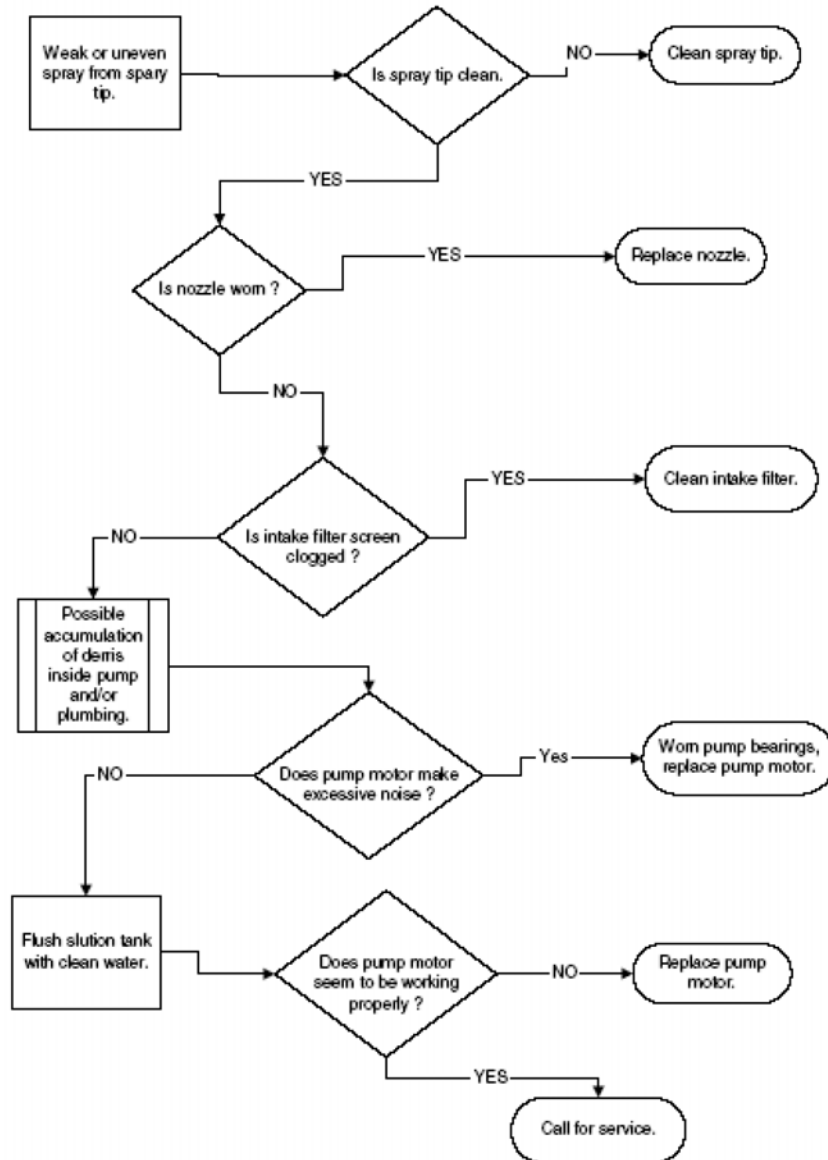 Weak or uneven
spray from spary
tip.
Is spray tip clean.
NO
Clean spray tip.
YES
Is nozzle worn ?
YES
Replace nozzle.
NO
Is intake filter screen
clogged ?
YES
Clean intake filter.
NO
Possible
accumulation
of derris
inside pump
and/or
plumbing.
Does pump motor make
excessive noise ?
Yes
Worn pump bearings,
replace pump motor.
NO
Flush slution tank
with clean water.
Does pump motor
seem to be working
properly ?
NO
Replace pump
motor.
YES
Call for service.